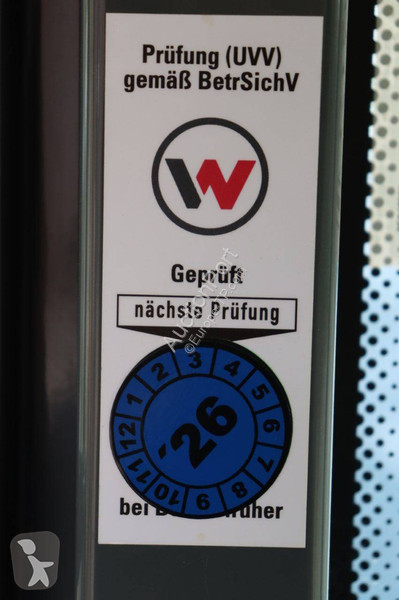 Prüfung (UVV)
gemäß BetrSichV
W
Geprüft
nächste Prüfung
1 2 3 4 5 6 7 8 9 10 11 12
'26
bei